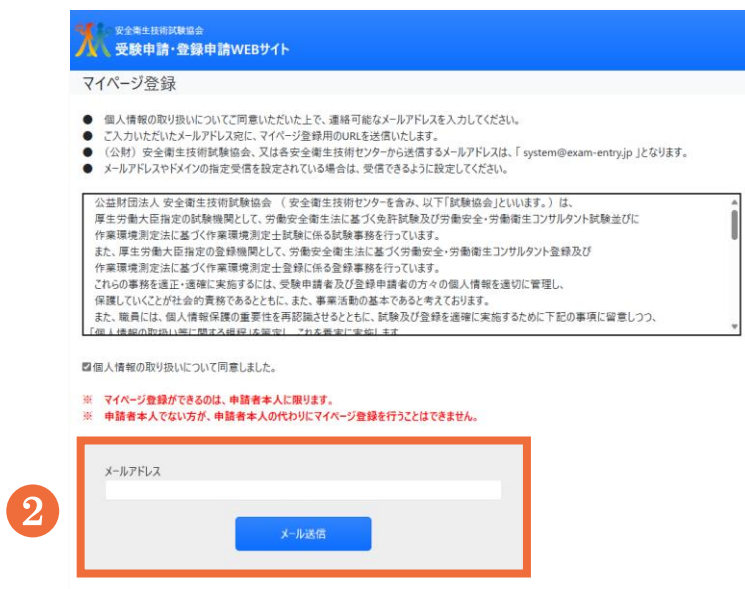 安全衛生技術試験協会
受験申請・登録申請WEBサイト
マイページ登録
● 個人情報の取り扱いについてご同意いただいた上で、連絡可能なメールアドレスを入力してください。
● ご入力いただいたメールアドレス宛に、マイページ登録用のURLを送信いたします。
● （公財）安全衛生技術試験協会、又は各安全衛生技術センターから送信するメールアドレスは、「 system@exam-entry.jp 」となります。
● メールアドレスやドメインの指定受信を設定されている場合は、受信できるように設定してください。
公益財団法人 安全衛生技術試験協会 （ 安全衛生技術センターを含み、以下「試験協会」といいます。）は、
厚生労働大臣指定の試験機関として、労働安全衛生法に基づく免許試験及び労働安全・労働衛生コンサルタント試験並びに
作業環境測定法に基づく作業環境測定士試験に係る試験事務を行っています。
また、厚生労働大臣指定の登録機関として、労働安全衛生法に基づく労働安全・労働衛生コンサルタント登録及び
作業環境測定法に基づく作業環境測定士登録に係る登録事務を行っています。
これらの事務を適正・適確に実施するには、受験申請者及び登録申請者の方々の個人情報を適切に管理し、
保護していくことが社会的責務であるとともに、また、事業活動の基本であると考えております。
また、職員には、個人情報保護の重要性を再認識させるとともに、試験及び登録を適確に実施するために下記の事項に留意しつつ、
「個人情報の取扱い等に関する規程」を策定し、これを着実に実施します
個人情報の取り扱いについて同意しました。
※ マイページ登録ができるのは、申請者本人に限ります。
※ 申請者本人でない方が、申請者本人の代わりにマイページ登録を行うことはできません。
メールアドレス
2
メール送信